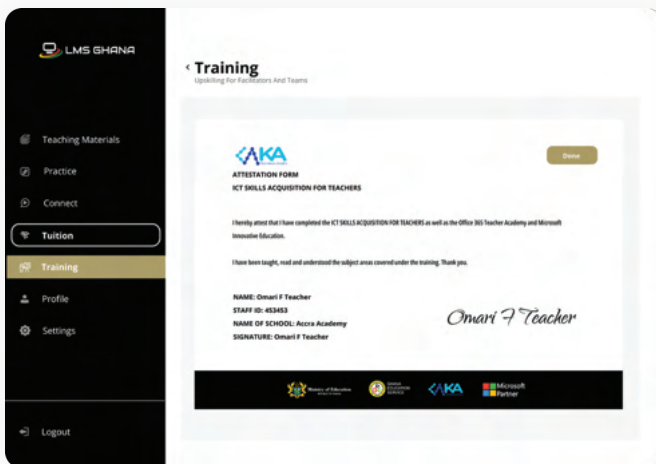 LMS GHANA
Teaching Materials
Practice
Connect
Tuition
Training
Profile
Settings
Logout
‹ Training
Upskilling For Facilitators And Teams
AKA
Done
ATTESTATION FORM
ICT SKILLS ACQUISITION FOR TEACHERS
I hereby attest that I have completed the ICT SKILLS ACQUISITION FOR TEACHERS as well as the Office 365 Teacher Academy and Microsoft
Innovative Education.
I have been taught, read and understood the subject areas covered under the training. Thank you.
NAME: Omari F Teacher
STAFF ID: 453453
NAME OF SCHOOL: Accra Academy
SIGNATURE: Omari F Teacher
Omari F Teacher
Ministry of Education
GHANA
EDUCATION
SERVICE
AKA
Microsoft
Partner